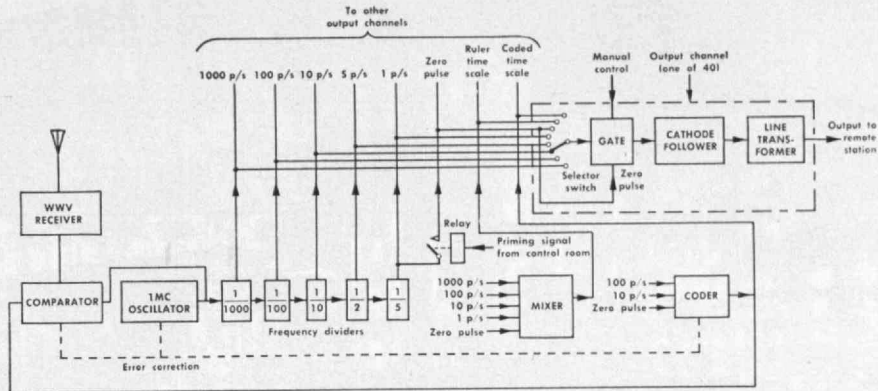 To other
output channels
1000 p/s
100 p/s
10 p/s
5 p/s
1 p/s
Zero
pulse
Ruler
time
scale
Coded
time
scale
Manual
control
Output channel
(one of 40)
GATE
CATHODE
FOLLOWER
LINE
TRANS-
FORMER
Output to
remote
station
Selector
switch
Zero
pulse
WWV
RECEIVER
Relay
Priming signal
from control room
COMPARATOR
1MC
OSCILLATOR
1
1000
1
100
1
10
1
2
1
5
Frequency dividers
1000 p/s
100 p/s
10 p/s
1 p/s
Zero pulse
MIXER
100 p/s
10 p/s
Zero pulse
CODER
Error correction